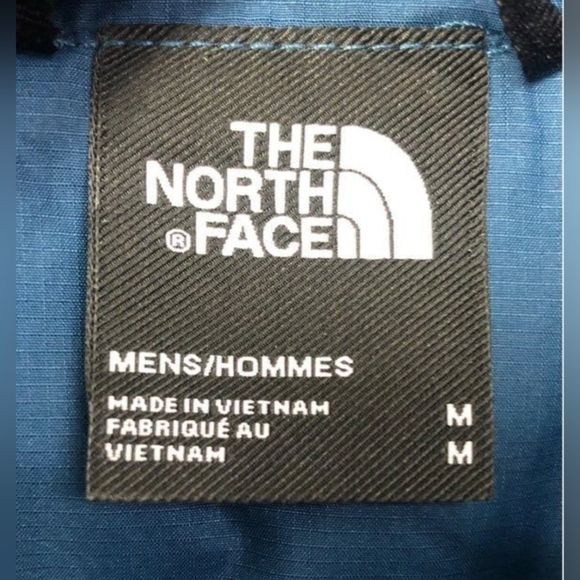 THE
NORTH
® FACE
MENS/HOMMES
MADE IN VIETNAM M
FABRIQUÉ AU
VIETNAM M